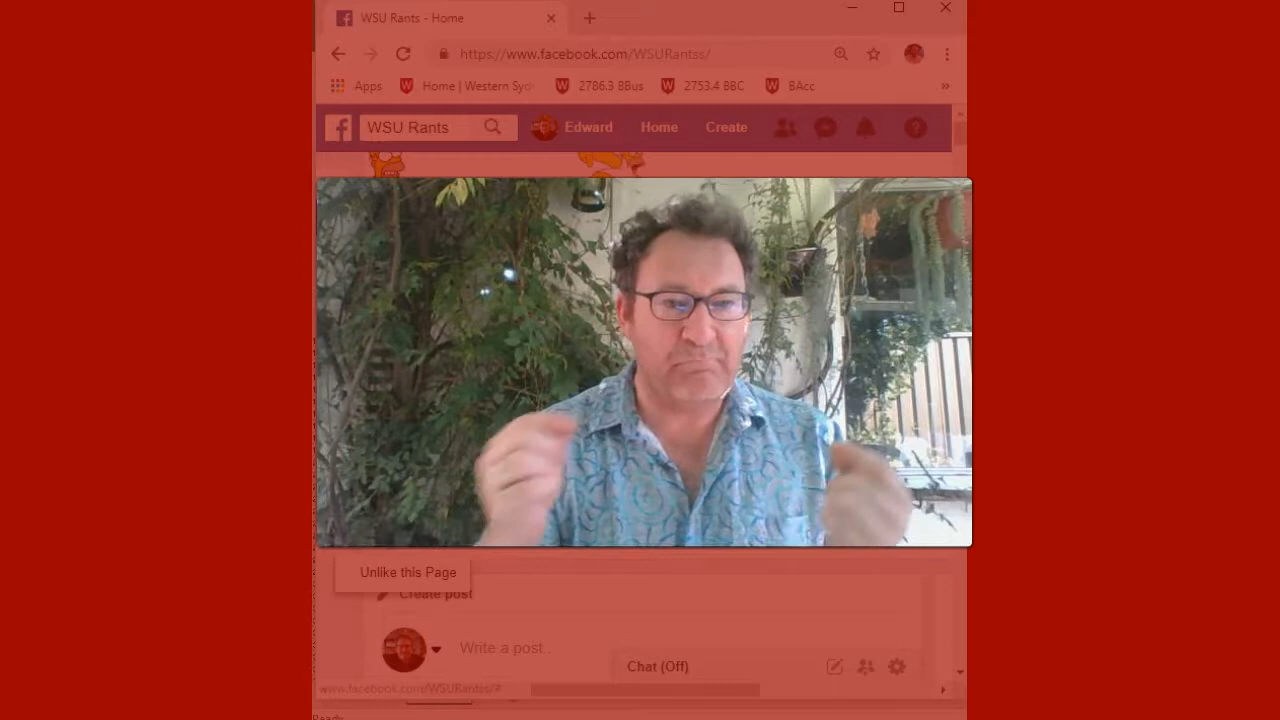 WSU Rants - Home
https://www.facebook.com/WSURantss/
Apps Home | Western Syd 2786.3 BBus 2753.4 BBC BAcc »
WSU Rants Edward Home Create
Unlike this Page
Create post
Write a post..
Chat (Off)
www.facebook.com/WSURantss/#
Ready